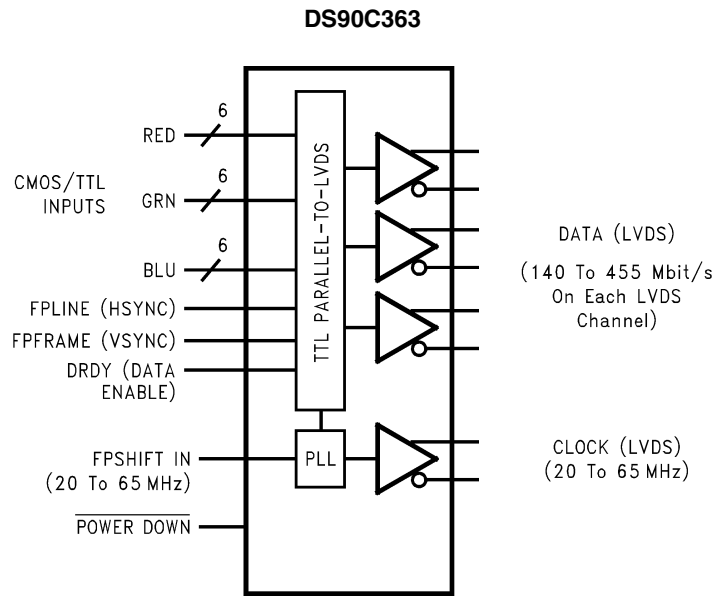 DS90C363
CMOS/TTL
INPUTS
RED
6
GRN
6
BLU
6
FPLINE (HSYNC)
FPFRAME (VSYNC)
DRDY (DATA
ENABLE)
FPSHIFT IN
(20 To 65 MHz)
POWER DOWN
TTL PARALLEL-TO-LVDS
PLL
DATA (LVDS)
(140 To 455 Mbit/s
On Each LVDS
Channel)
CLOCK (LVDS)
(20 To 65 MHz)